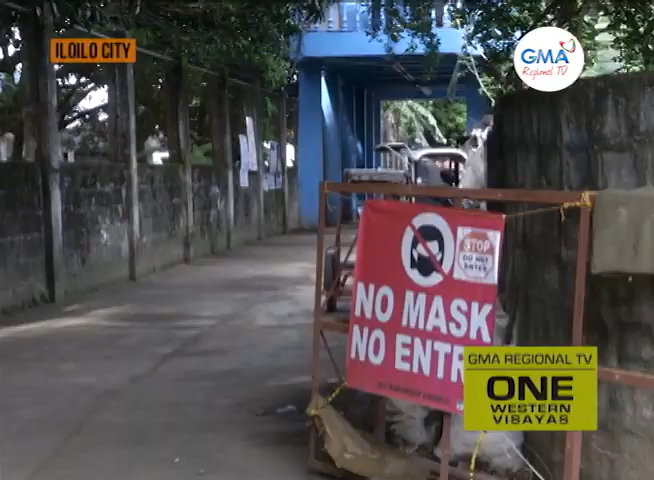 ILOILO CITY
GMA
Regional TV
STOP
DO NOT
ENTER
NO MASK
NO ENTR
GMA REGIONAL TV
ONE
WESTERN
VISAYAS